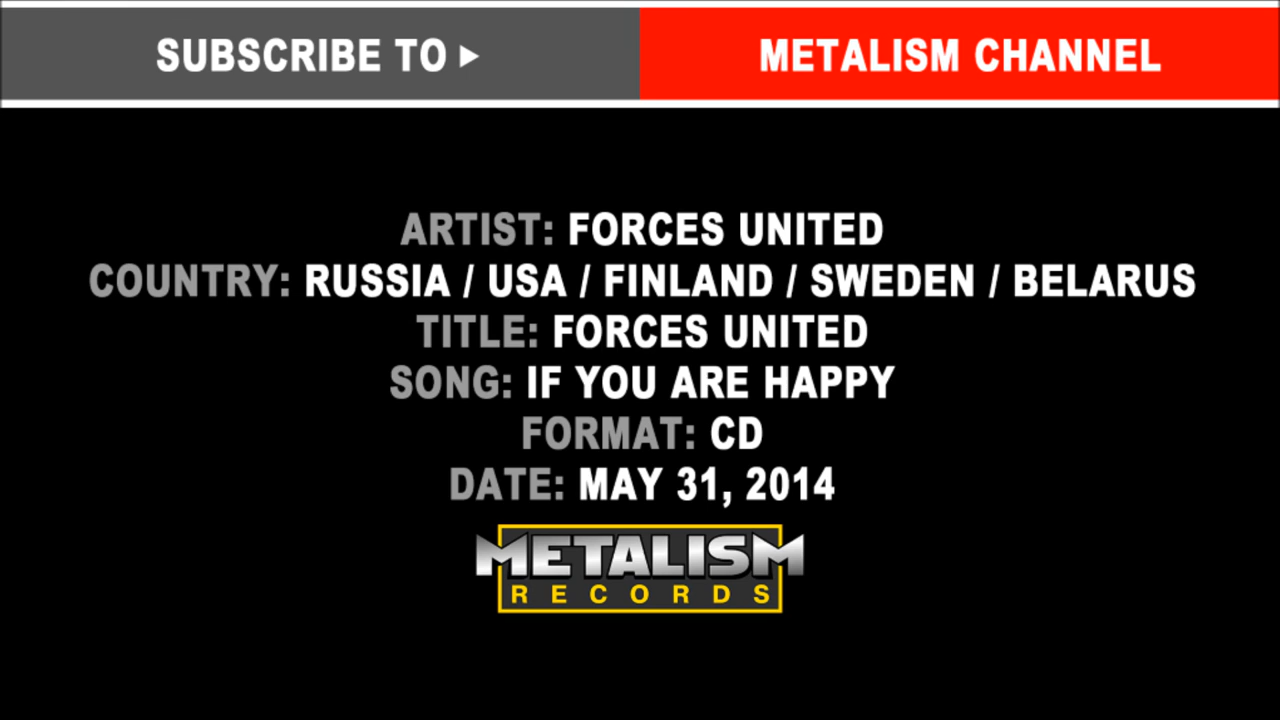 SUBSCRIBE TO ▶ METALISM CHANNEL
ARTIST: FORCES UNITED
COUNTRY: RUSSIA / USA / FINLAND / SWEDEN / BELARUS
TITLE: FORCES UNITED
SONG: IF YOU ARE HAPPY
FORMAT: CD
DATE: MAY 31, 2014
METALISM
RECORDS